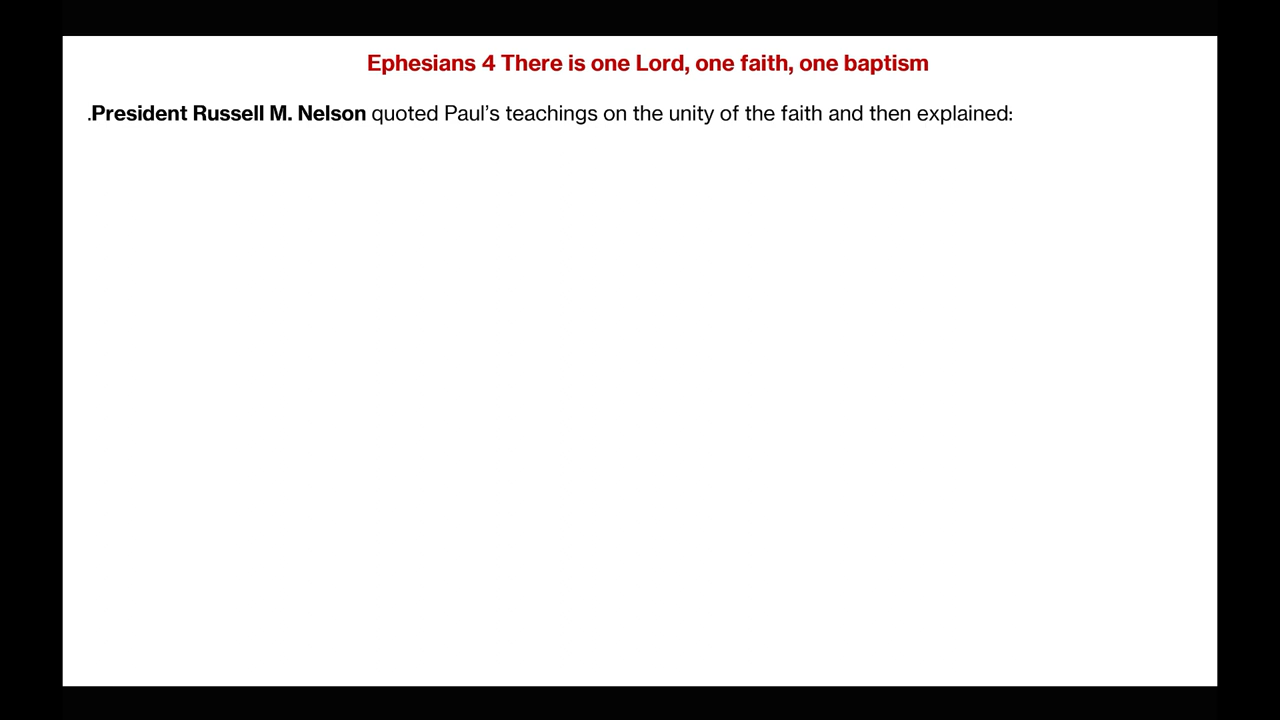 Ephesians 4 There is one Lord, one faith, one baptism
.President Russell M. Nelson quoted Paul’s teachings on the unity of the faith and then explained: